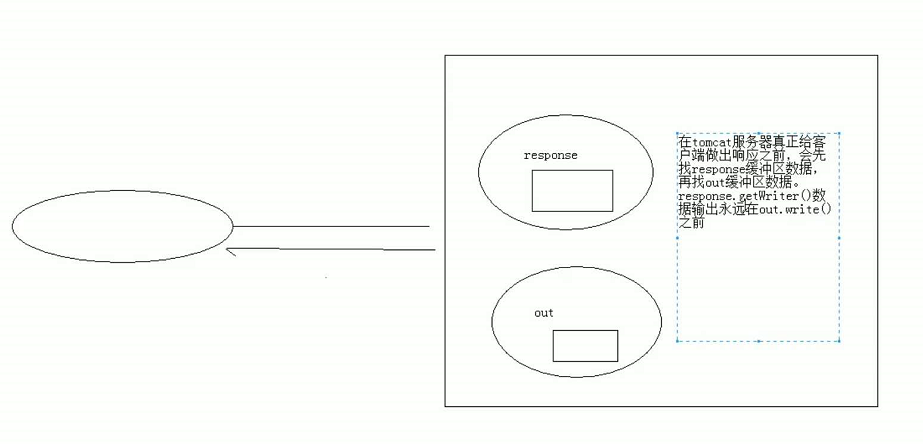 response
out
在tomcat服务器真正给客
户端做出响应之前，会先
找response缓冲区数据，
再找out缓冲区数据。
response.getWriter()数
据输出永远在out.write()
之前